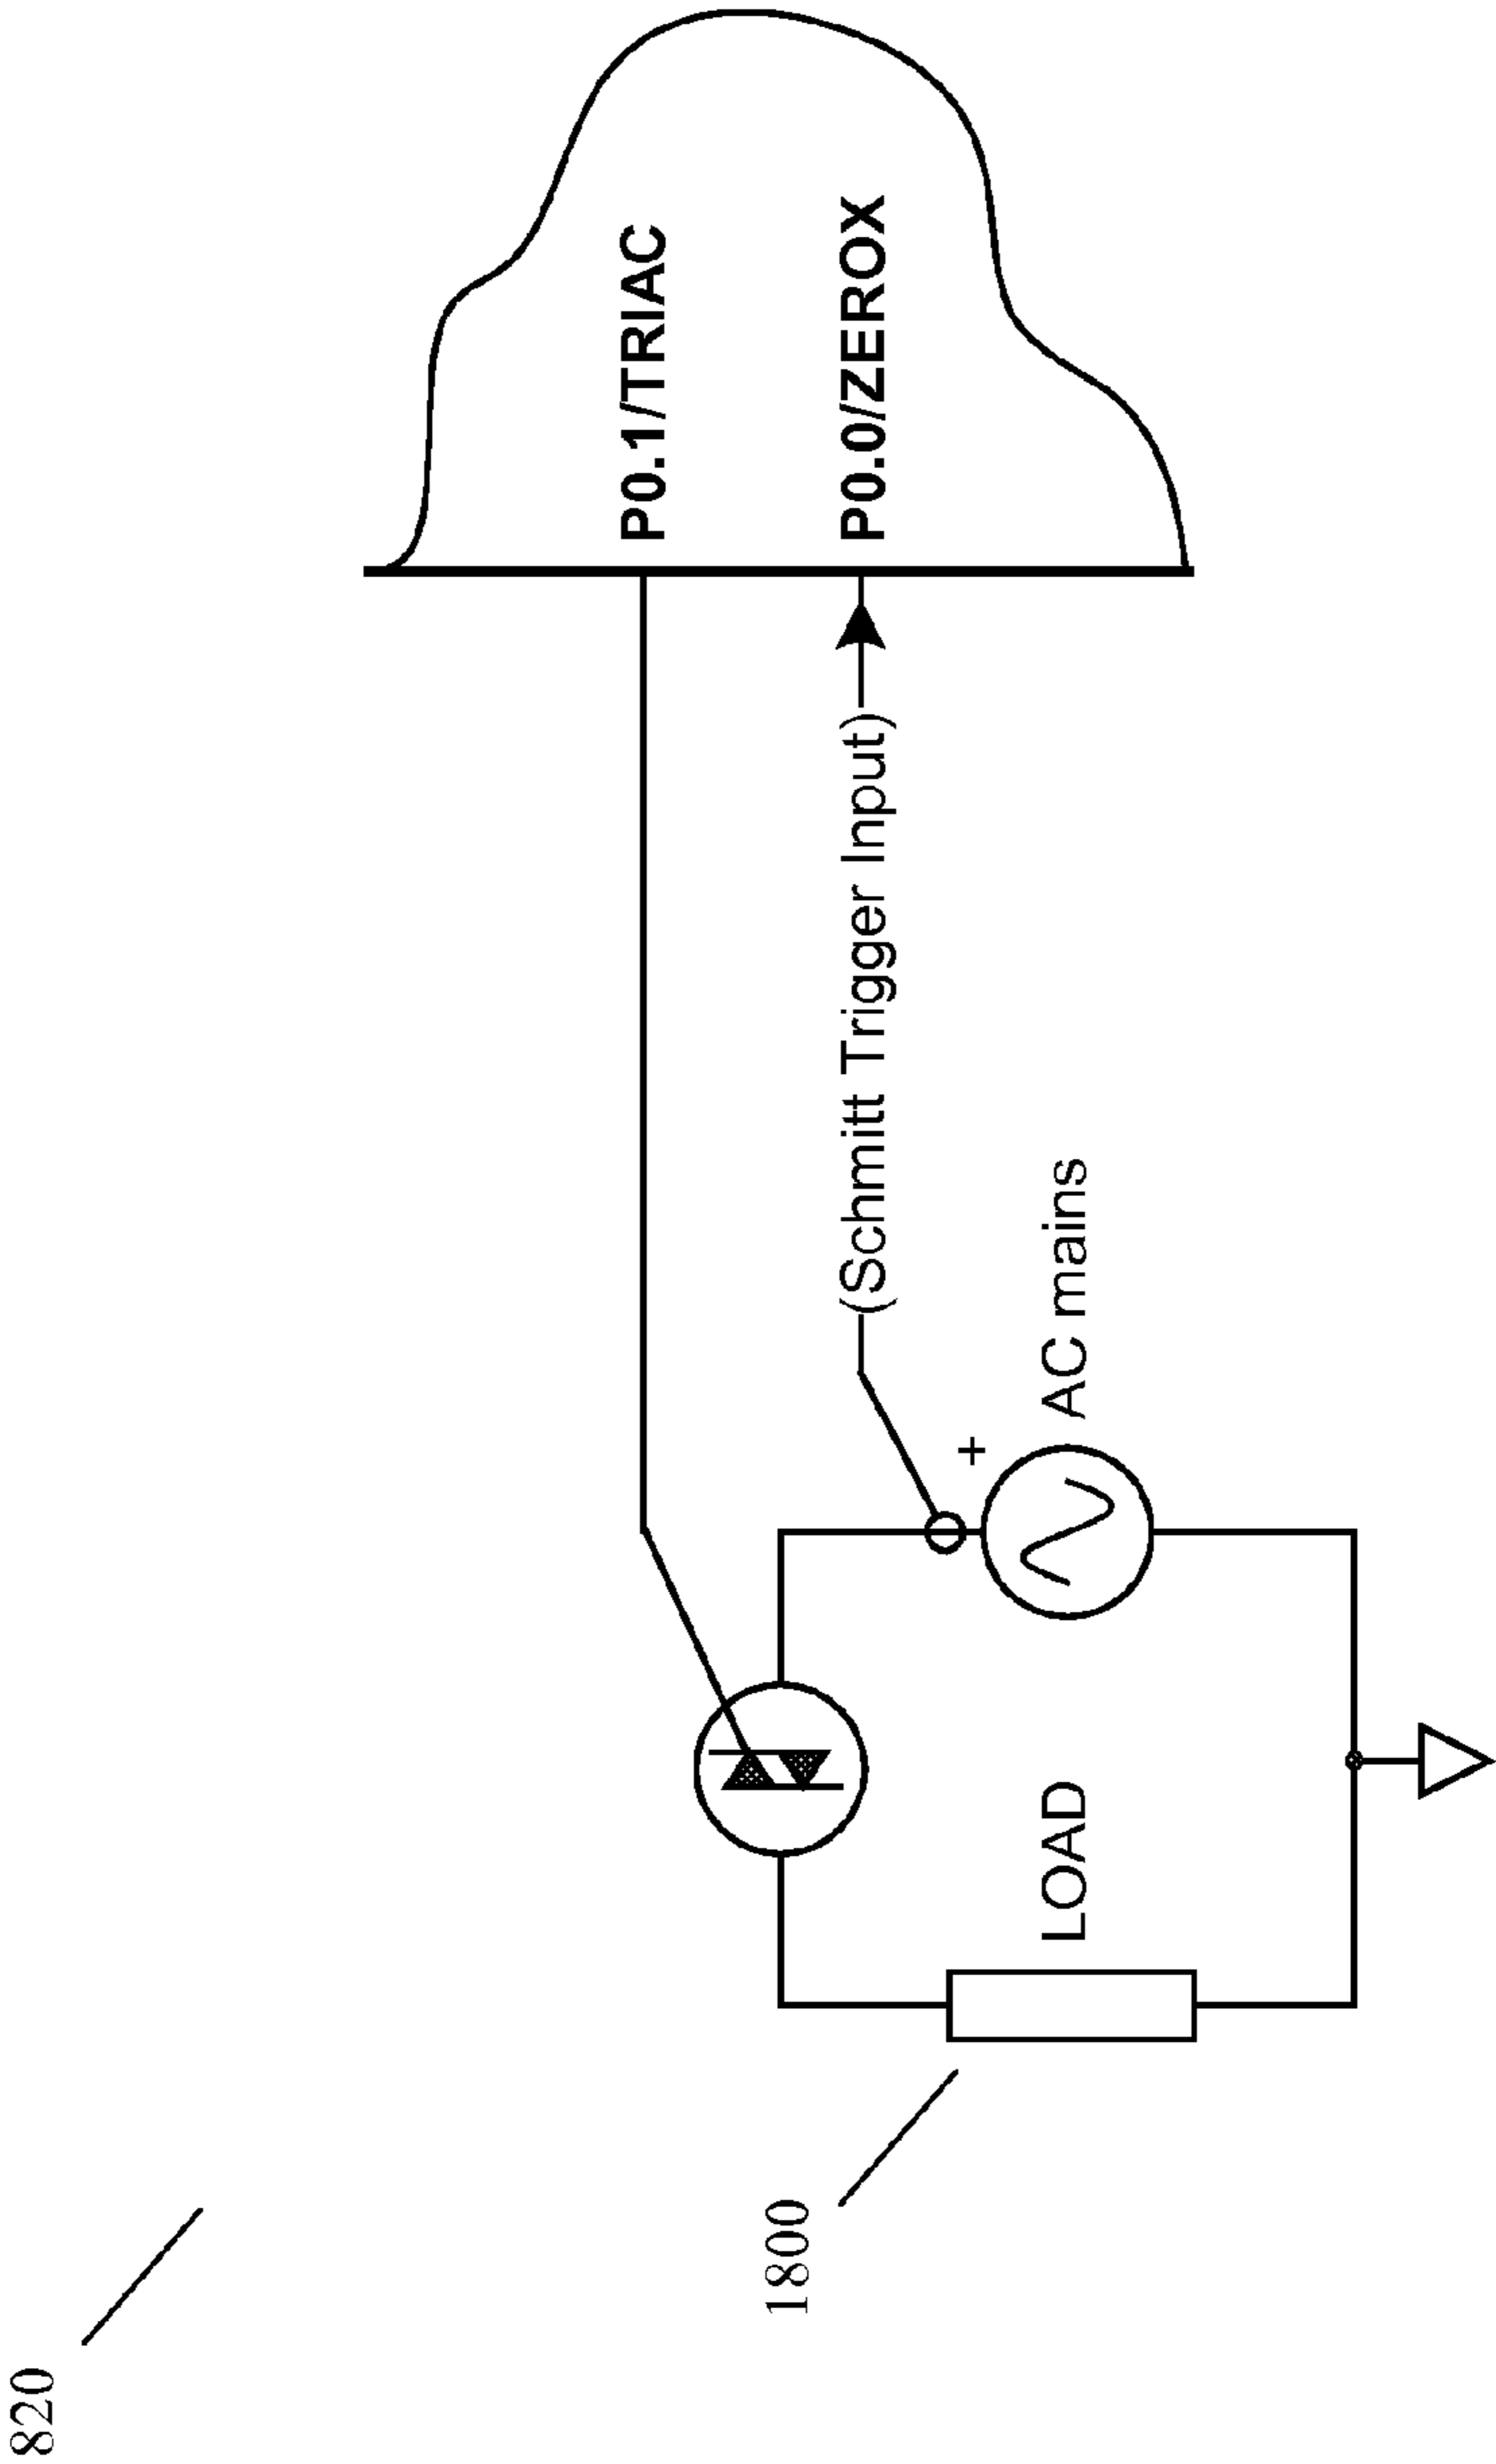 820
P0.1/TRIAC
1800
P0.0/ZEROX
(Schmitt Trigger Input)
+
LOAD
AC mains